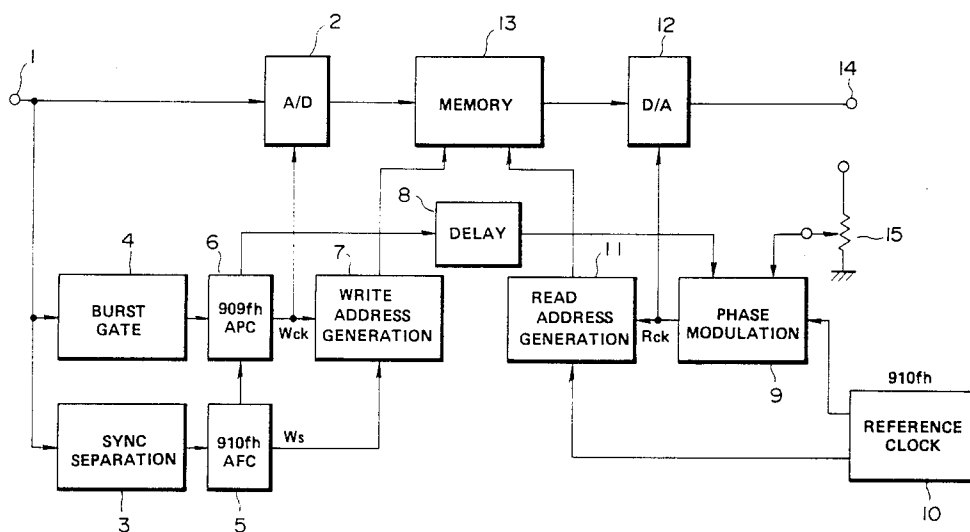 2
13
12
1
14
A/D
MEMORY
D/A
8
15
4
6
7
DELAY
11
BURST
GATE
909fh
APC
Wck
WRITE
ADDRESS
GENERATION
READ
ADDRESS
GENERATION
Rck
PHASE
MODULATION
9
910fh
SYNC
SEPARATION
910fh
AFC
Ws
REFERENCE
CLOCK
3
5
10